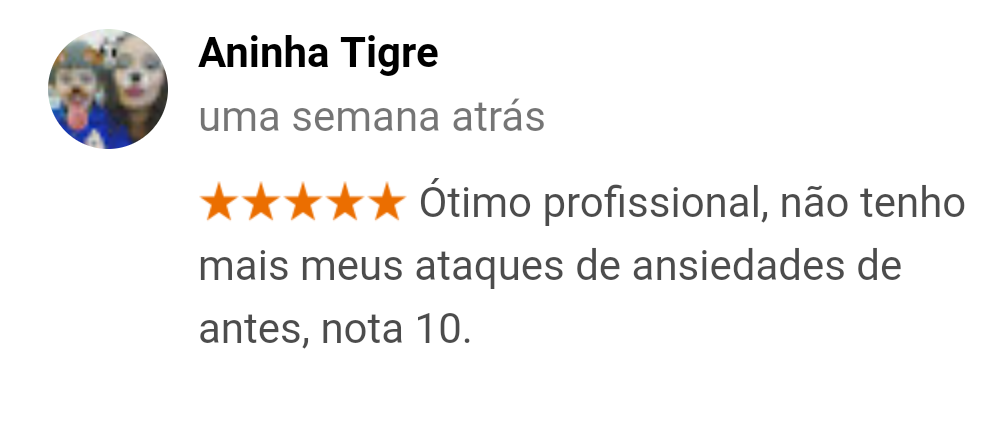 Aninha Tigre
uma semana atrás
★★★★★ Ótimo profissional, não tenho
mais meus ataques de ansiedades de
antes, nota 10.